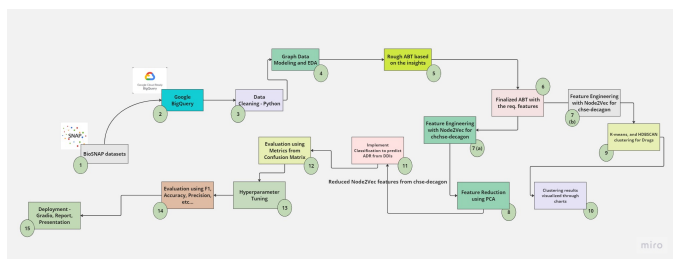 SNAP
BioSNAP datasets
1
Google Cloud Platform
BigQuery
Google
BigQuery
2
Data
Cleaning - Python
3
Graph Data
Modeling and EDA
4
Rough ABT based
on the insights
5
Finalized ABT with
the req. features
6
Feature Engineering
with Node2Vec for
chchse-decagon
7 (a)
Feature Engineering
with Node2Vec for
chse-decagon
7
(b)
Feature Reduction
using PCA
8
K-means, and HDBSCAN
clustering for Drugs
9
Clustering results
visualized through
charts
10
Implement
Classification to predict
ADR from DDIs
11
Reduced Node2Vec features from chse-decagon
Evaluation using
Metrics from
Confusion Matrix
12
Hyperparameter
Tuning
13
Evaluation using F1,
Accuracy, Precision,
etc...
14
Deployment -
Gradio, Report,
Presentation
15
miro